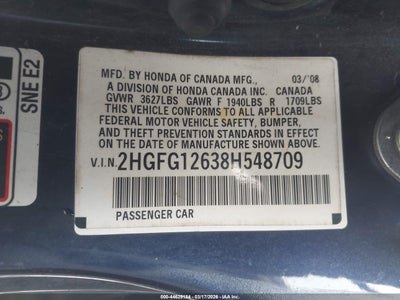 MFD. BY HONDA OF CANADA MFG., 03/'08
A DIVISION OF HONDA CANADA INC. CANADA
GVWR 3627LBS GAWR F 1940LBS R 1709LBS
THIS VEHICLE CONFORMS TO ALL APPLICABLE
FEDERAL MOTOR VEHICLE SAFETY, BUMPER,
AND THEFT PREVENTION STANDARDS IN EFFECT
ON THE DATE OF MANUFACTURE SHOWN ABOVE.
V.I.N. 2HGFG12638H548709
PASSENGER CAR
SNE E2
000-44629184 - 03/17/2026 - IAA Inc.